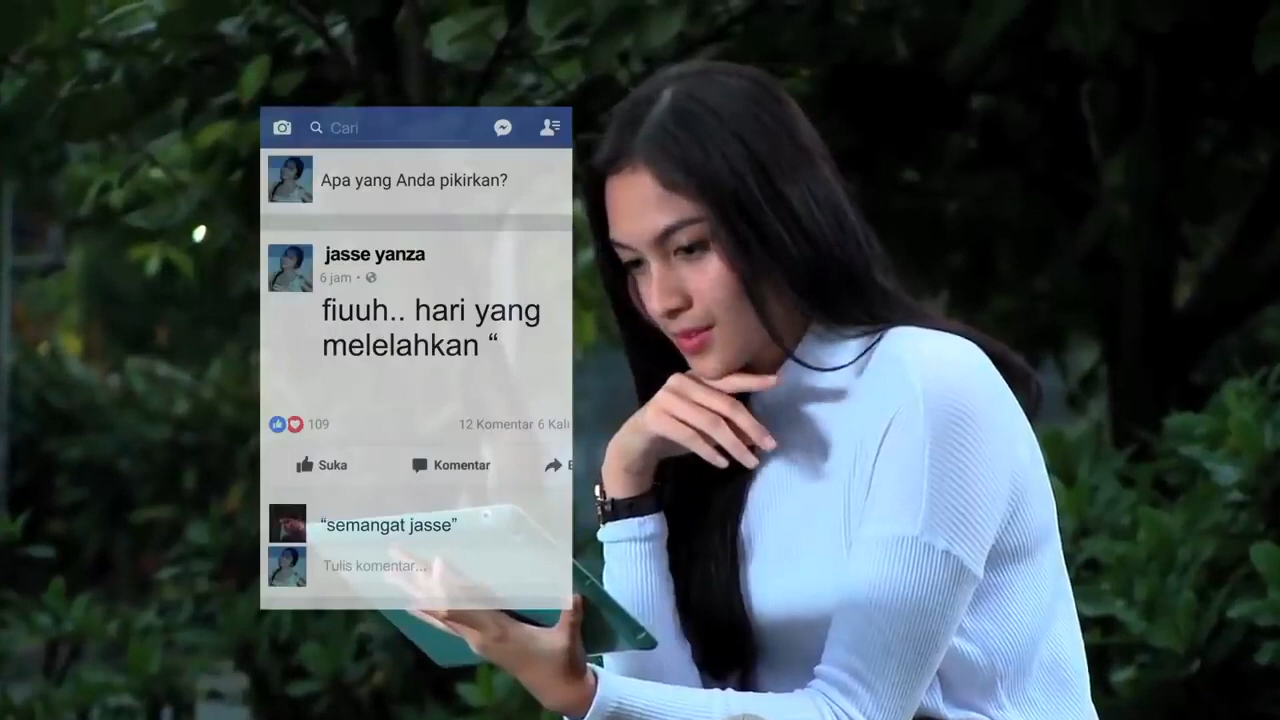 Cari
Apa yang Anda pikirkan?
jasse yanza
6 jam
fiuuh.. hari yang
melelahkan “
109
12 Komentar 6 Kali
Suka
Komentar
“semangat jasse”
Tulis komentar...